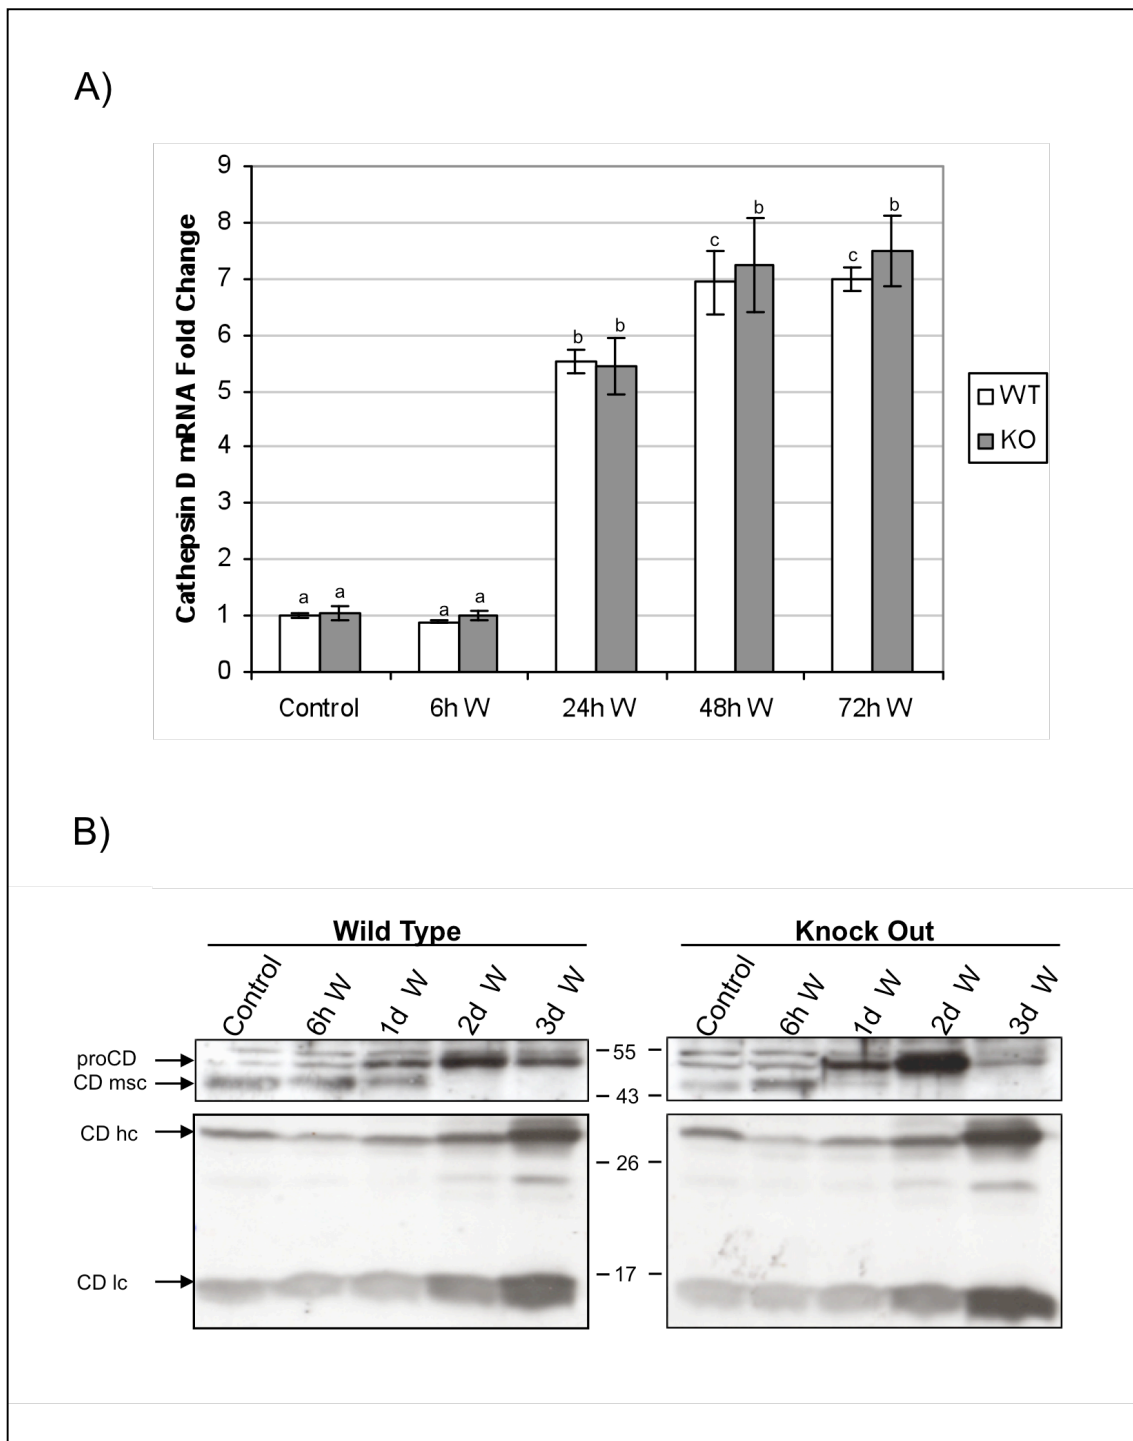 A)
Cathepsin D mRNA Fold Change
9
8
7
6
5
4
3
2
1
0
a
a
a
a
b
b
c
b
c
b
Control
6h W
24h W
48h W
72h W
WT
KO
B)
Wild Type
Knock Out
Control
6h W
1d W
2d W
3d W
Control
6h W
1d W
2d W
3d W
proCD
CD msc
CD hc
CD lc
55
43
26
17